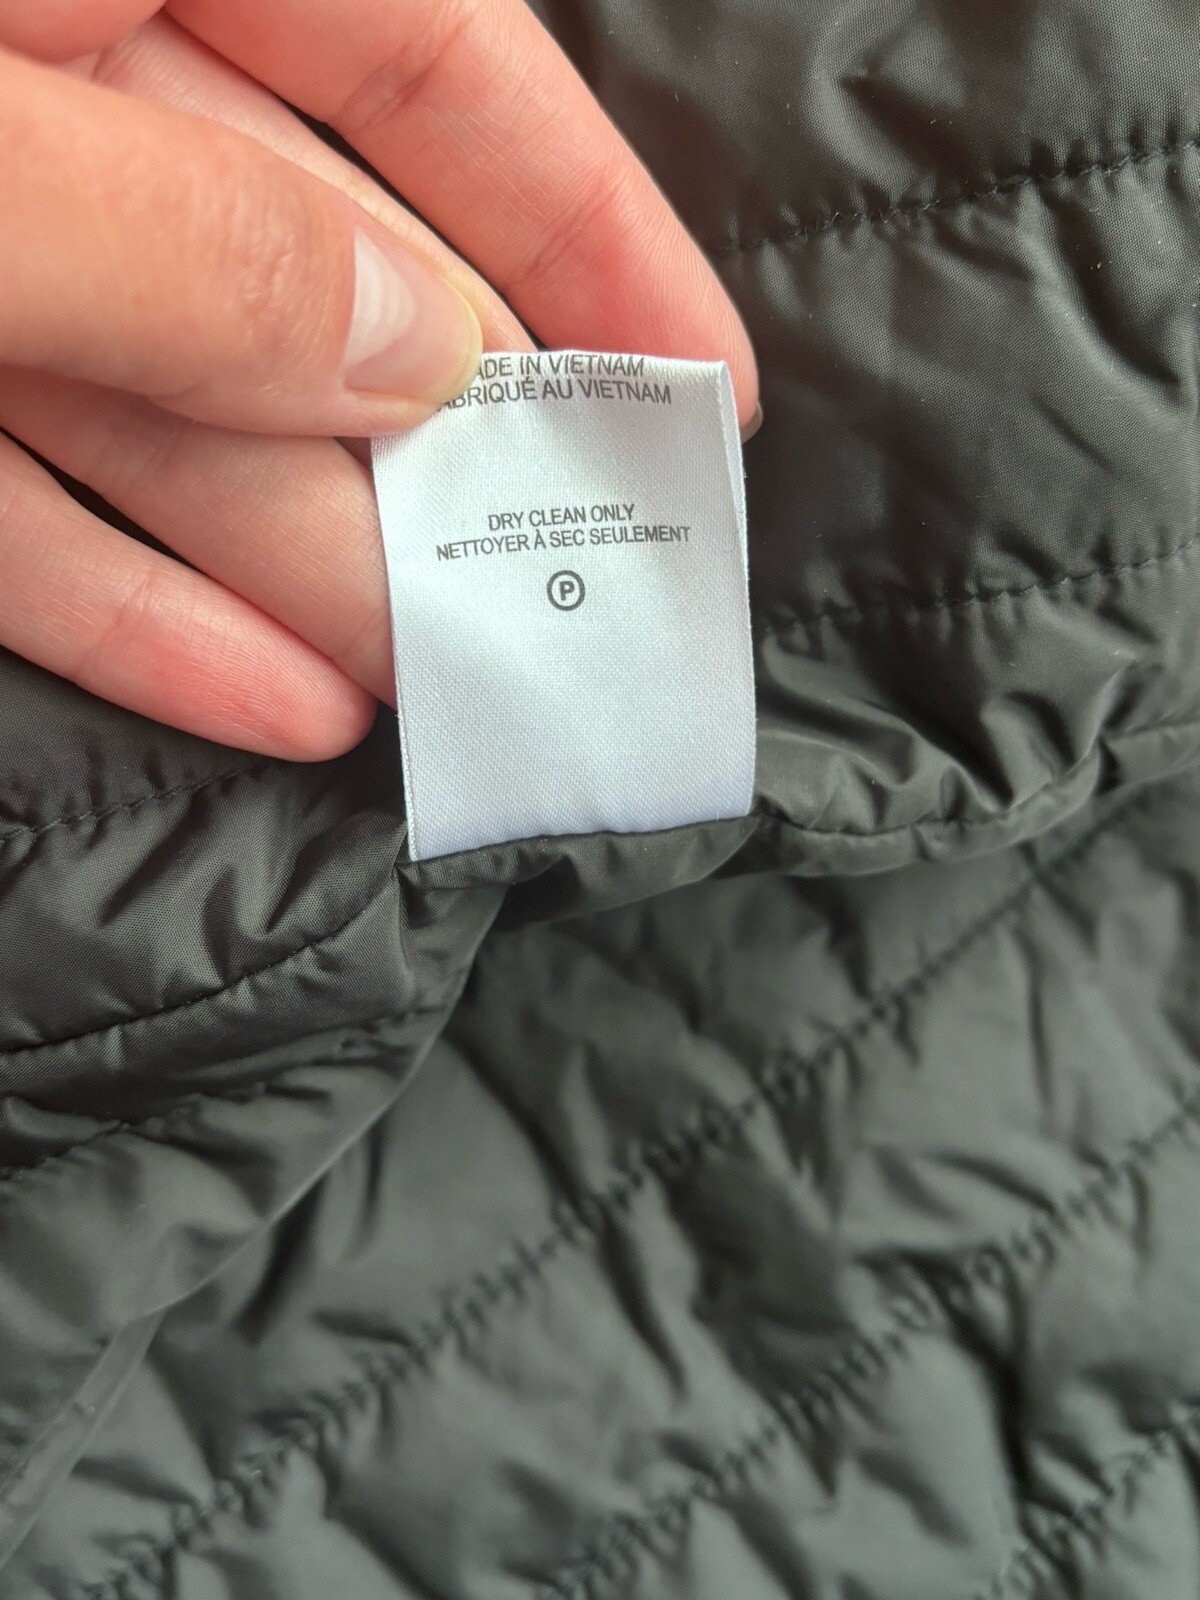 ADE IN VIETNAM
ABRIQUÉ AU VIETNAM
DRY CLEAN ONLY
NETTOYER À SEC SEULEMENT
P